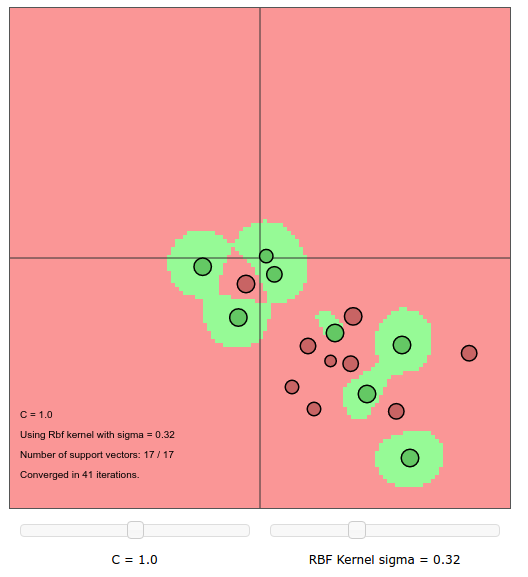 C = 1.0
Using Rbf kernel with sigma = 0.32
Number of support vectors: 17 / 17
Converged in 41 iterations.
C = 1.0
RBF Kernel sigma = 0.32